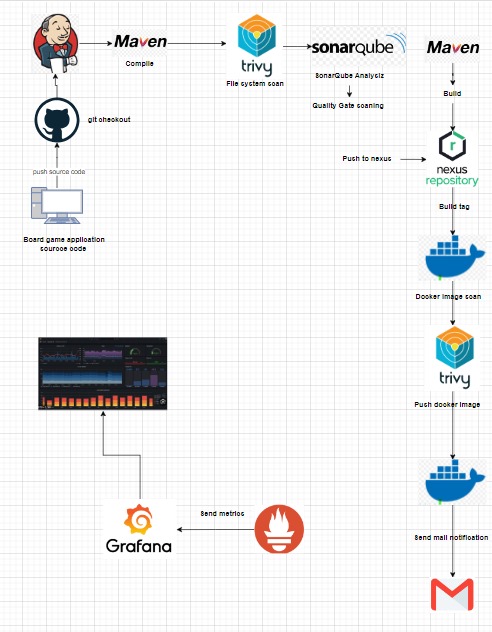 Maven
Compile
trivy
File system scan
sonarqube
SonarQube Analysiz
Quality Gate scaning
Maven
Build
git checkout
Push to nexus
r
nexus
repository
push source code
Build tag
Board game application
sourcce code
Docker image scan
trivy
Push docker image
Send metrics
Grafana
Send mail notification